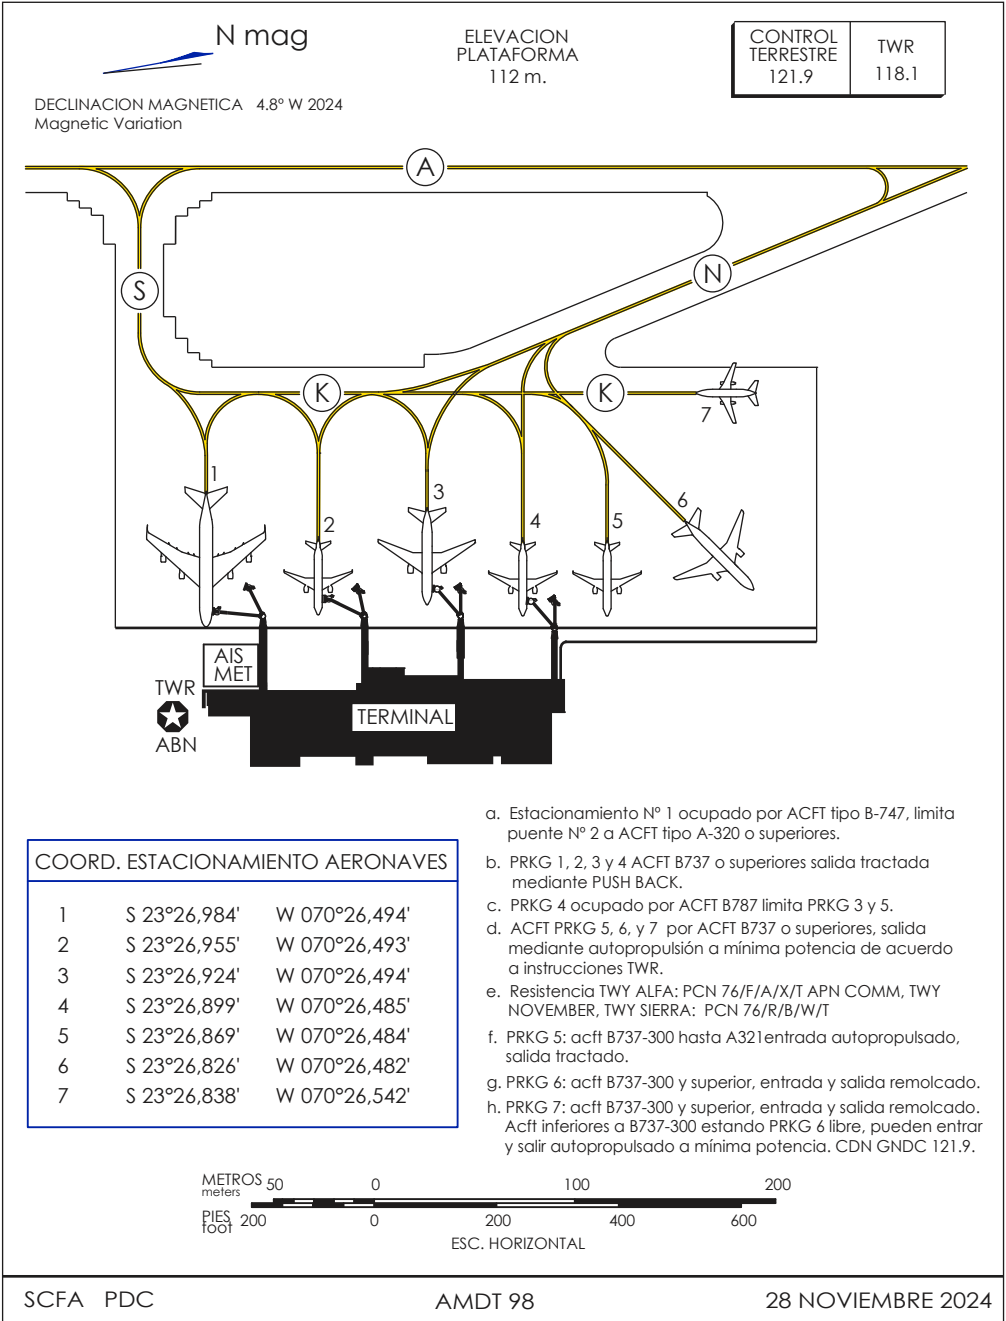 N mag
DECLINACION MAGNETICA 4.8° W 2024
Magnetic Variation
ELEVACION
PLATAFORMA
112 m.
CONTROL
TERRESTRE
121.9
TWR
118.1
A
S
N
K
K
7
1
2
3
4
5
6
AIS
MET
TWR
ABN
TERMINAL
COORD. ESTACIONAMIENTO AERONAVES
1 S 23°26,984' W 070°26,494'
2 S 23°26,955' W 070°26,493'
3 S 23°26,924' W 070°26,494'
4 S 23°26,899' W 070°26,485'
5 S 23°26,869' W 070°26,484'
6 S 23°26,826' W 070°26,482'
7 S 23°26,838' W 070°26,542'
a. Estacionamiento Nº 1 ocupado por ACFT tipo B-747, limita
puente Nº 2 a ACFT tipo A-320 o superiores.
b. PRKG 1, 2, 3 y 4 ACFT B737 o superiores salida tractada
mediante PUSH BACK.
c. PRKG 4 ocupado por ACFT B787 limita PRKG 3 y 5.
d. ACFT PRKG 5, 6, y 7 por ACFT B737 o superiores, salida
mediante autopropulsión a mínima potencia de acuerdo
a instrucciones TWR.
e. Resistencia TWY ALFA: PCN 76/F/A/X/T APN COMM, TWY
NOVEMBER, TWY SIERRA: PCN 76/R/B/W/T
f. PRKG 5: acft B737-300 hasta A321entrada autopropulsado,
salida tractado.
g. PRKG 6: acft B737-300 y superior, entrada y salida remolcado.
h. PRKG 7: acft B737-300 y superior, entrada y salida remolcado.
Acft inferiores a B737-300 estando PRKG 6 libre, pueden entrar
y salir autopropulsado a mínima potencia. CDN GNDC 121.9.
METROS 50 0 100 200
meters
PIES 200 0 200 400 600
foot
ESC. HORIZONTAL
SCFA PDC AMDT 98 28 NOVIEMBRE 2024